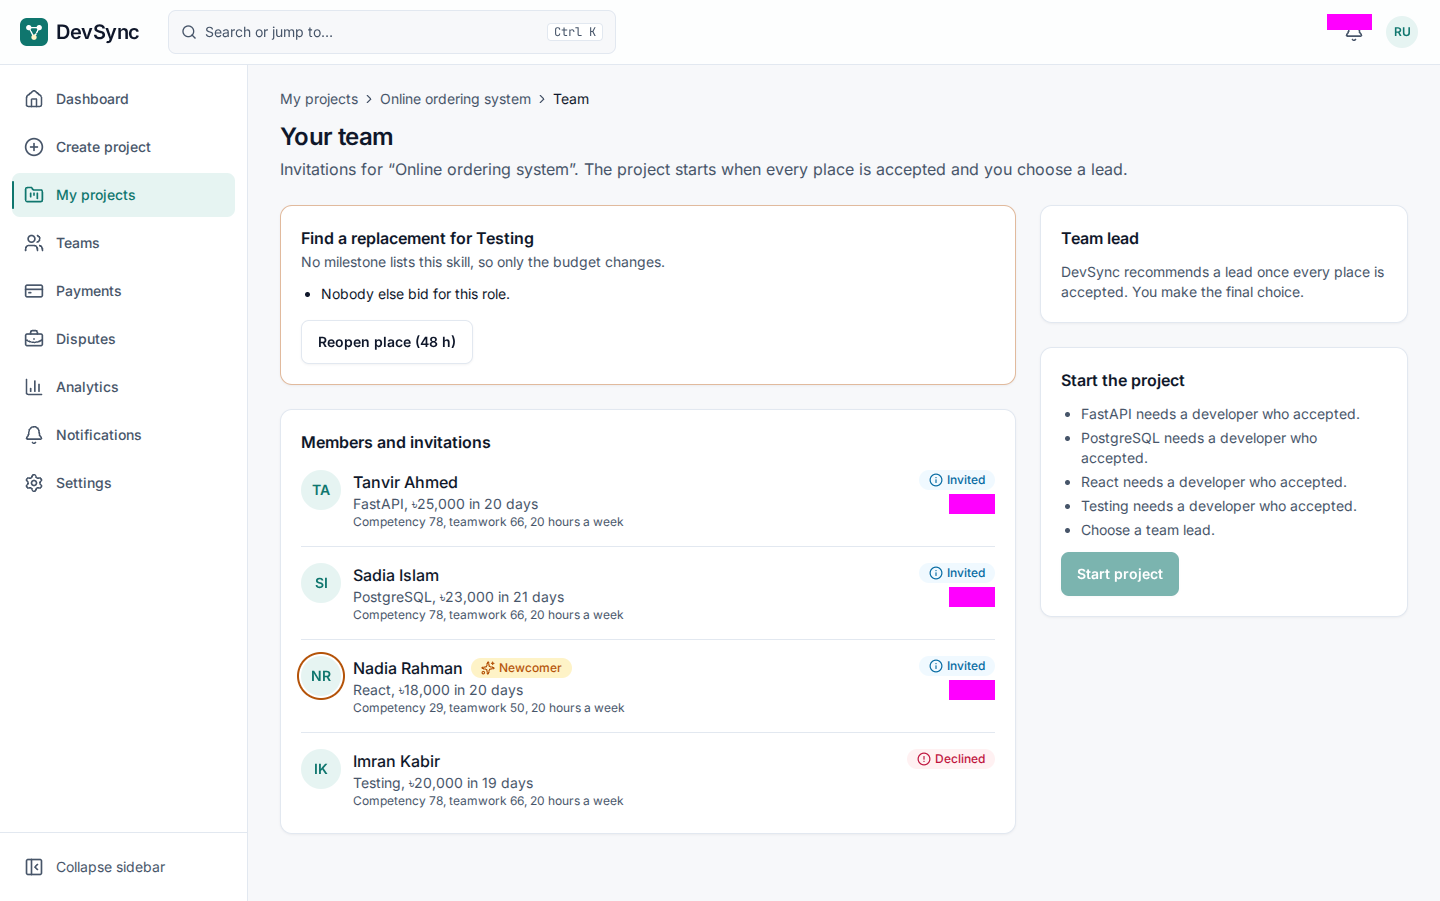 DevSync
Search or jump to...
Ctrl K
RU
Dashboard
Create project
My projects
Teams
Payments
Disputes
Analytics
Notifications
Settings
Collapse sidebar
My projects > Online ordering system > Team
Your team
Invitations for “Online ordering system”. The project starts when every place is accepted and you choose a lead.
Find a replacement for Testing
No milestone lists this skill, so only the budget changes.
• Nobody else bid for this role.
Reopen place (48 h)
Members and invitations
TA
Tanvir Ahmed
Invited
FastAPI, ৳25,000 in 20 days
Competency 78, teamwork 66, 20 hours a week
SI
Sadia Islam
Invited
PostgreSQL, ৳23,000 in 21 days
Competency 78, teamwork 66, 20 hours a week
NR
Nadia Rahman
Newcomer
Invited
React, ৳18,000 in 20 days
Competency 29, teamwork 50, 20 hours a week
IK
Imran Kabir
Declined
Testing, ৳20,000 in 19 days
Competency 78, teamwork 66, 20 hours a week
Team lead
DevSync recommends a lead once every place is
accepted. You make the final choice.
Start the project
• FastAPI needs a developer who accepted.
• PostgreSQL needs a developer who
accepted.
• React needs a developer who accepted.
• Testing needs a developer who accepted.
• Choose a team lead.
Start project